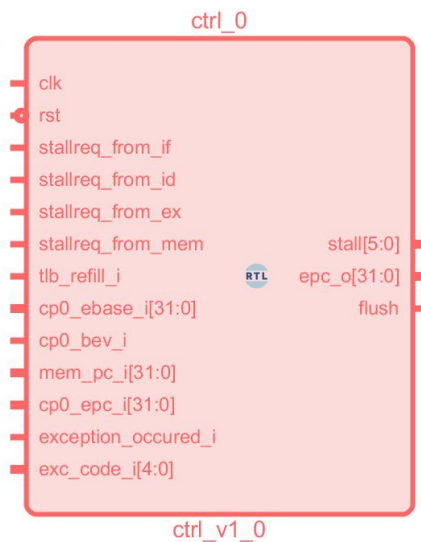 ctrl_0
clk
rst
stallreq_from_if
stallreq_from_id
stallreq_from_ex
stallreq_from_mem
stall[5:0]
tlb_refill_i
RTL
epc_o[31:0]
cp0_ebase_i[31:0]
flush
cp0_bev_i
mem_pc_i[31:0]
cp0_epc_i[31:0]
exception_occured_i
exc_code_i[4:0]
ctrl_v1_0